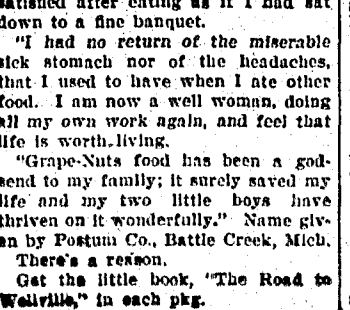 satisfied after eating as if I had sat
down to a fine banquet.
"I had no return of the miserable
sick stomach nor of the headaches,
that I used to have when I ate other
food. I am now a well woman, doing
all my own work again, and feel that
life is worth living.
"Grape-Nuts food has been a god-
send to my family; it surely saved my
life and my two little boys have
thriven on it wonderfully." Name giv-
en by Postum Co., Battle Creek, Mich.
There's a reason.
Get the little book, "The Road to
Wellville," in each pkg.